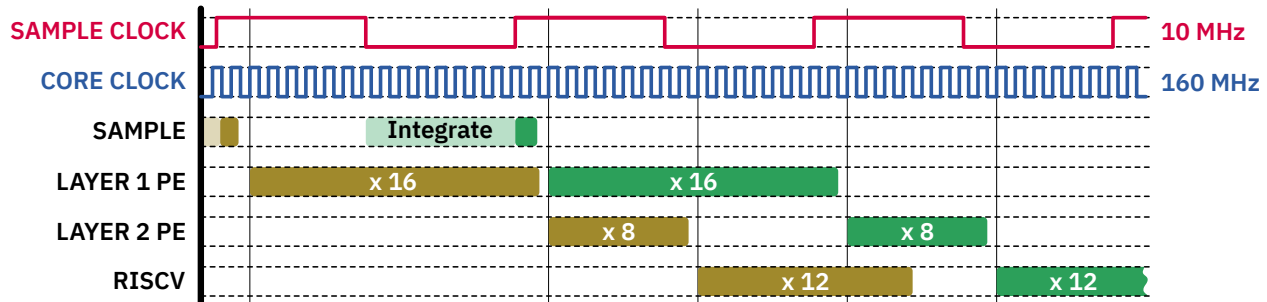 SAMPLE CLOCK
10 MHz
CORE CLOCK
160 MHz
SAMPLE
Integrate
LAYER 1 PE
x 16
x 16
LAYER 2 PE
x 8
x 8
RISCV
x 12
x 12